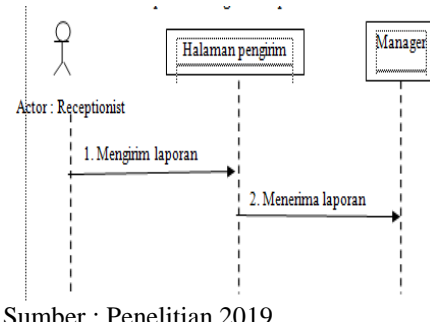 Halaman pengirim
Manager
Actor : Receptionist
1. Mengirim laporan
2. Menerima laporan
Sumber : Penelitian 2019